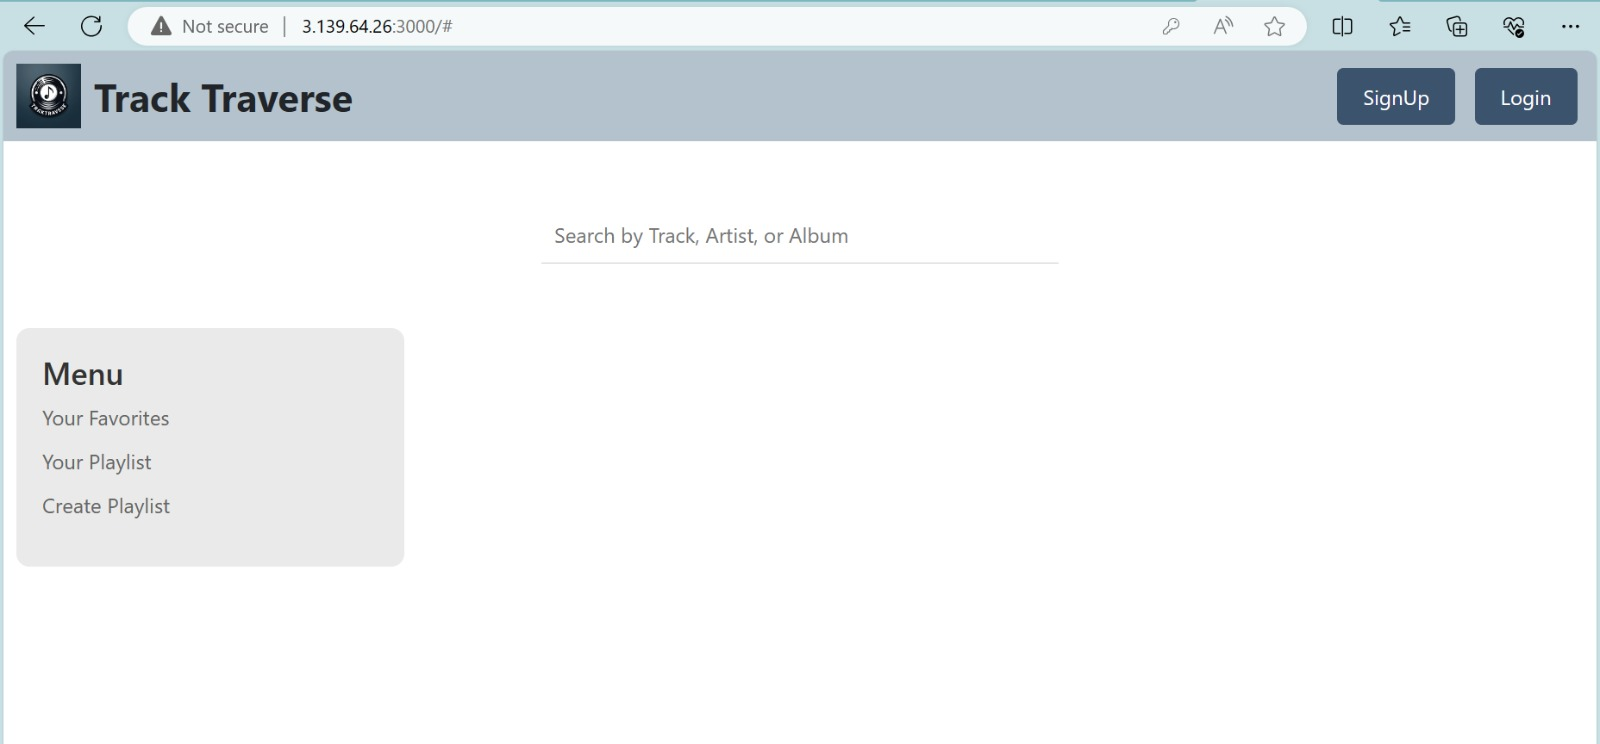 Not secure 3.139.64.26:3000/#
Track Traverse
SignUp Login
Search by Track, Artist, or Album
Menu
Your Favorites
Your Playlist
Create Playlist